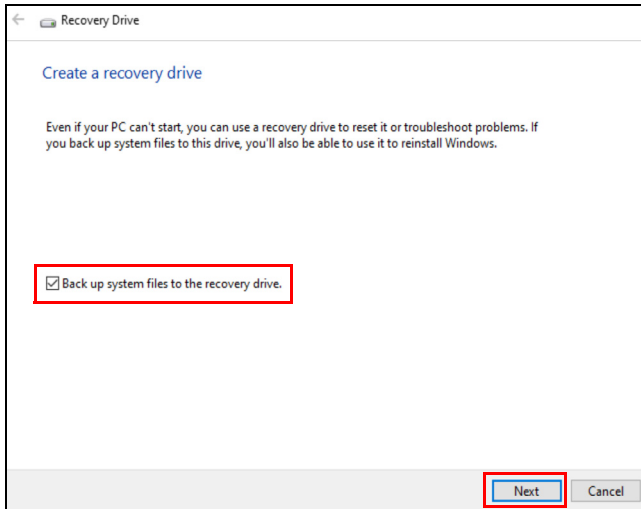 Recovery Drive
Create a recovery drive
Even if your PC can't start, you can use a recovery drive to reset it or troubleshoot problems. If
you back up system files to this drive, you'll also be able to use it to reinstall Windows.
Back up system files to the recovery drive.
Next Cancel